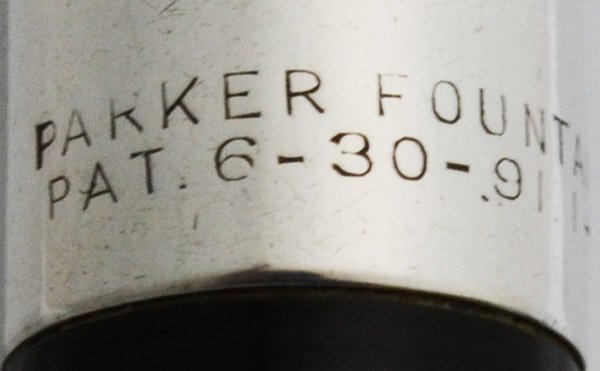 PARKER FOUNTA
PAT. 6-30-.91